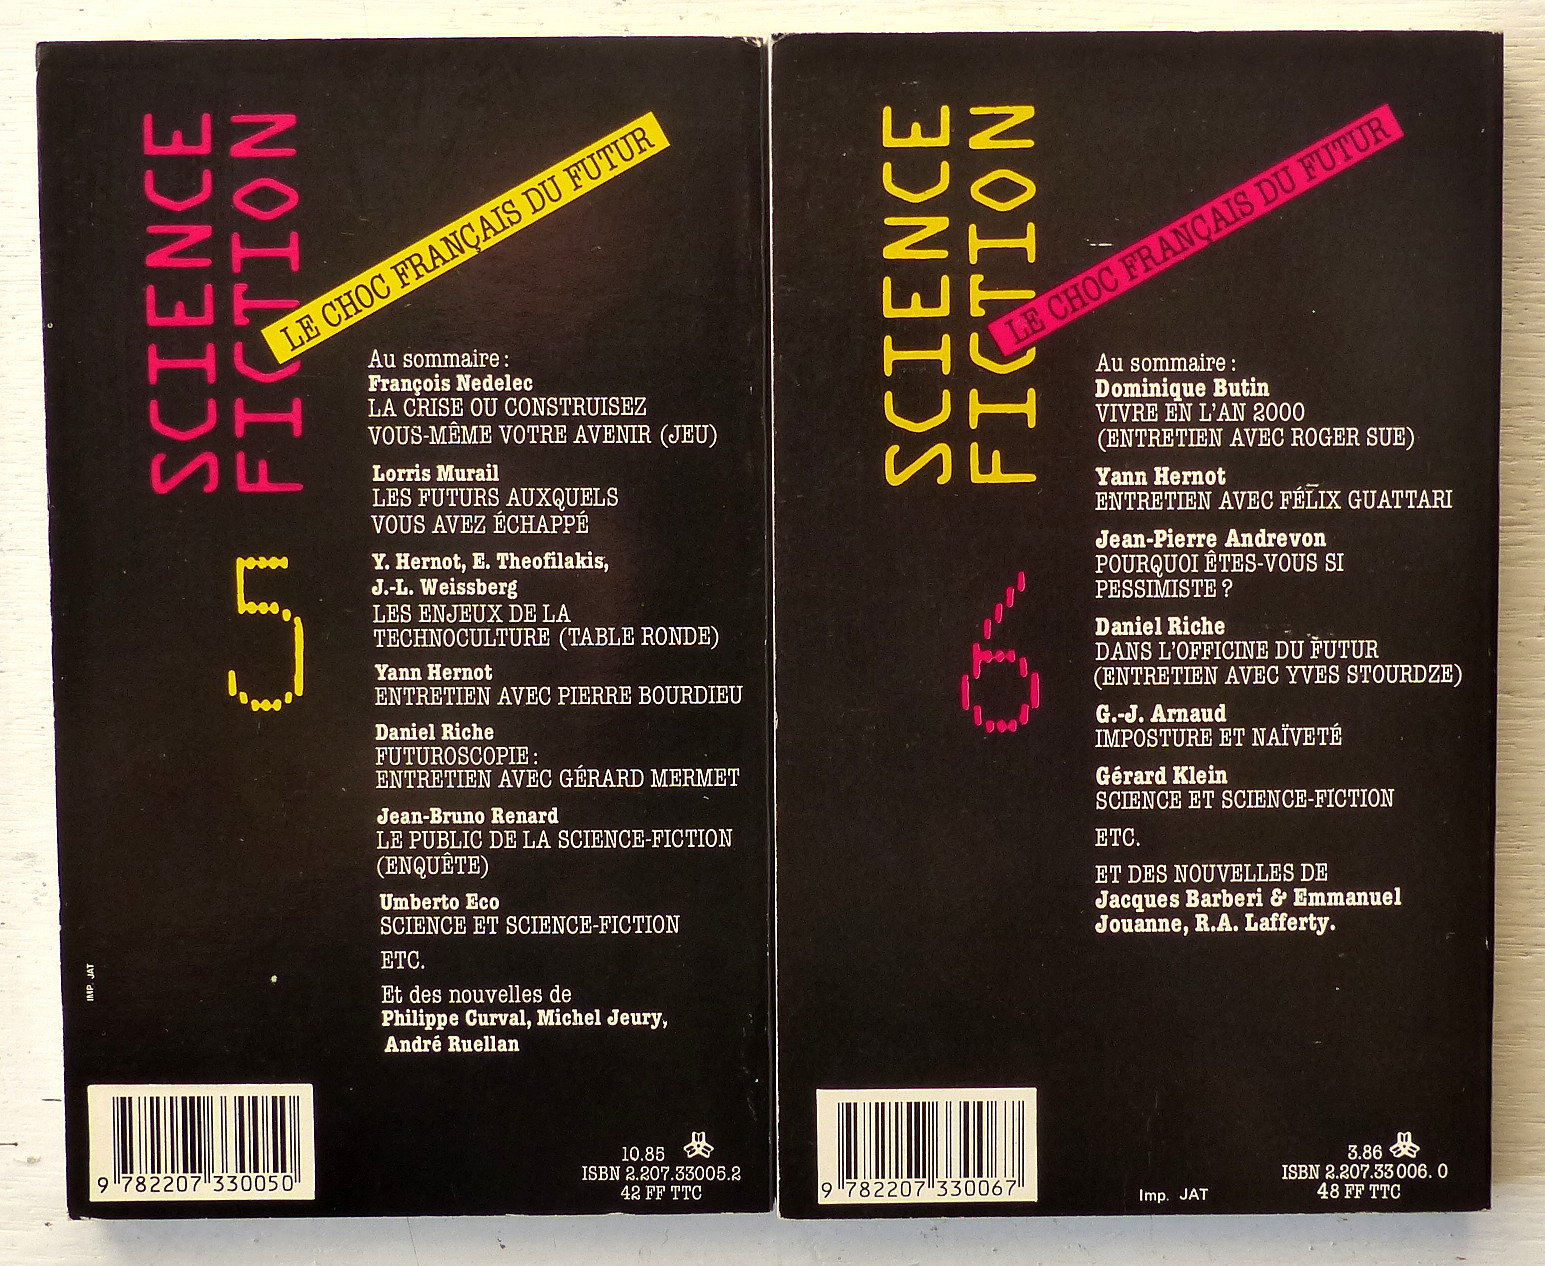 SCIENCE
FICTION
LE CHOC FRANÇAIS DU FUTUR
5
Au sommaire :
François Nedelec
LA CRISE OU CONSTRUISEZ
VOUS-MÊME VOTRE AVENIR (JEU)
Lorris Murail
LES FUTURS AUXQUELS
VOUS AVEZ ÉCHAPPÉ
Y. Hernot, E. Theofilakis,
J.-L. Weissberg
LES ENJEUX DE LA
TECHNOCULTURE (TABLE RONDE)
Yann Hernot
ENTRETIEN AVEC PIERRE BOURDIEU
Daniel Riche
FUTUROSCOPIE :
ENTRETIEN AVEC GÉRARD MERMET
Jean-Bruno Renard
LE PUBLIC DE LA SCIENCE-FICTION
(ENQUÊTE)
Umberto Eco
SCIENCE ET SCIENCE-FICTION
ETC.
Et des nouvelles de
Philippe Curval, Michel Jeury,
André Ruellan
IMP. JAT
9 782207 330050
10.85
ISBN 2.207.33005.2
42 FF TTC
SCIENCE
FICTION
LE CHOC FRANÇAIS DU FUTUR
6
Au sommaire :
Dominique Butin
VIVRE EN L'AN 2000
(ENTRETIEN AVEC ROGER SUE)
Yann Hernot
ENTRETIEN AVEC FÉLIX GUATTARI
Jean-Pierre Andrevon
POURQUOI ÊTES-VOUS SI
PESSIMISTE ?
Daniel Riche
DANS L'OFFICINE DU FUTUR
(ENTRETIEN AVEC YVES STOURDZE)
G.-J. Arnaud
IMPOSTURE ET NAÏVETÉ
Gérard Klein
SCIENCE ET SCIENCE-FICTION
ETC.
ET DES NOUVELLES DE
Jacques Barberi & Emmanuel
Jouanne, R.A. Lafferty.
9 782207 330067
Imp. JAT
3.86
ISBN 2.207.33006.0
48 FF TTC